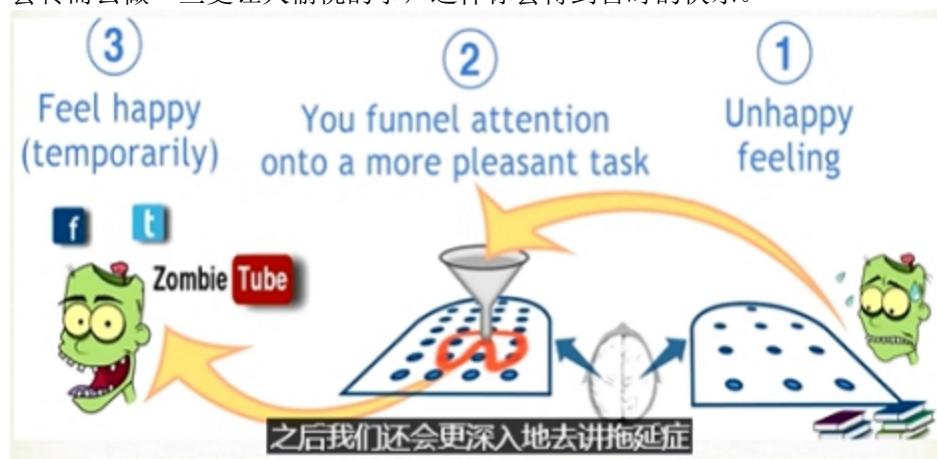 ③
Feel happy
(temporarily)
②
You funnel attention
onto a more pleasant task
①
Unhappy
feeling
f
t
Zombie Tube
之后我们还会更深入地去讲拖延症